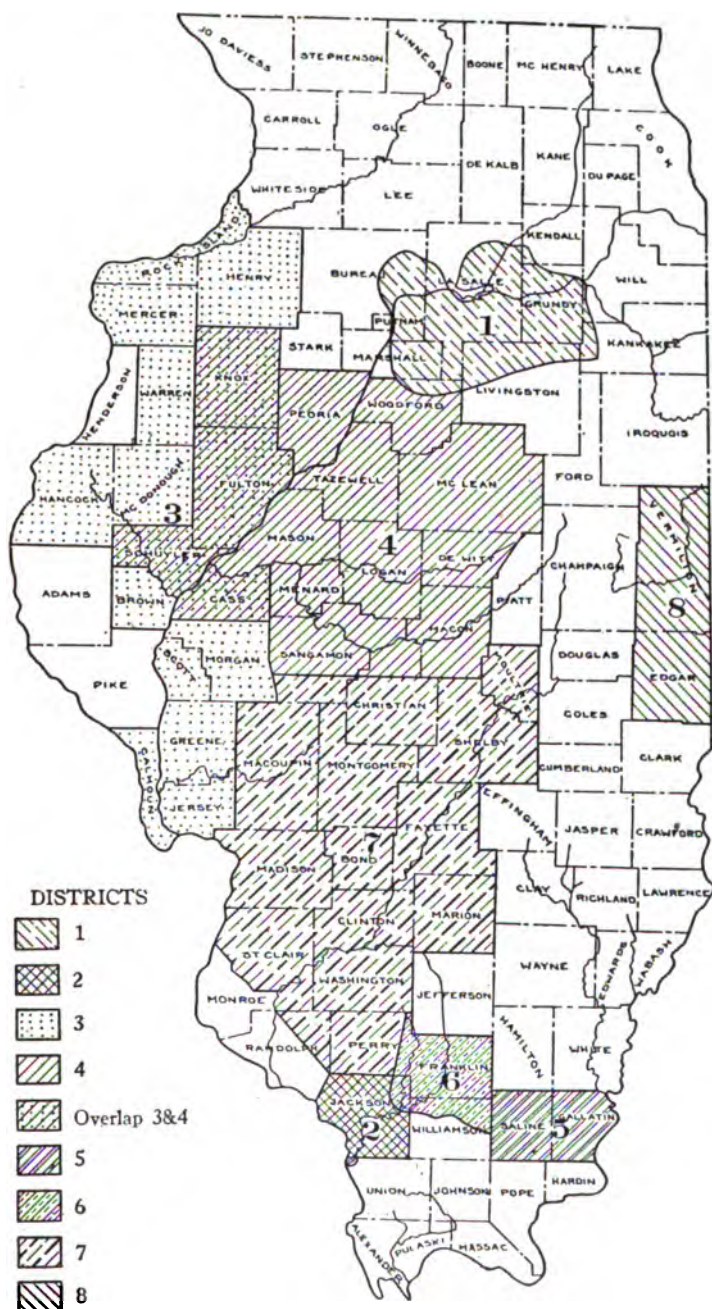 JO DAVIESS
STEPHENSON
WINNEBAGO
BOONE
MC HENRY
LAKE
CARROLL
OGLE
DE KALB
KANE
COOK
DU PAGE
WHITESIDE
LEE
KENDALL
ROCK ISLAND
HENRY
BUREAU
LA SALLE
WILL
GRUNDY
MERCER
PUTNAM
1
STARK
MARSHALL
KANKAKEE
KNOX
HENDERSON
WARREN
PEORIA
WOODFORD
LIVINGSTON
IROQUOIS
FULTON
TAZEWELL
MC LEAN
FORD
HANCOCK
MC DONOUGH
3
VERMILION
MASON
4
SCHUYLER
LOGAN
DE WITT
CHAMPAIGN
ADAMS
BROWN
CASS
MENARD
PIATT
8
MACON
SANGAMON
DOUGLAS
SCOTT
MORGAN
MOULTRIE
EDGAR
PIKE
CHRISTIAN
COLES
GREENE
SHELBY
CALHOUN
MACOUPIN
MONTGOMERY
CUMBERLAND
CLARK
JERSEY
EFFINGHAM
JASPER
CRAWFORD
FAYETTE
7
BOND
MADISON
CLAY
RICHLAND
LAWRENCE
CLINTON
MARION
ST CLAIR
WAYNE
EDWARDS
WABASH
WASHINGTON
MONROE
JEFFERSON
HAMILTON
WHITE
RANDOLPH
PERRY
FRANKLIN
6
JACKSON
2
WILLIAMSON
SALINE
5
GALLATIN
UNION
JOHNSON
POPE
HARDIN
ALEXANDER
PULASKI
MASSAC
DISTRICTS
1
2
3
4
Overlap 3&4
5
6
7
8